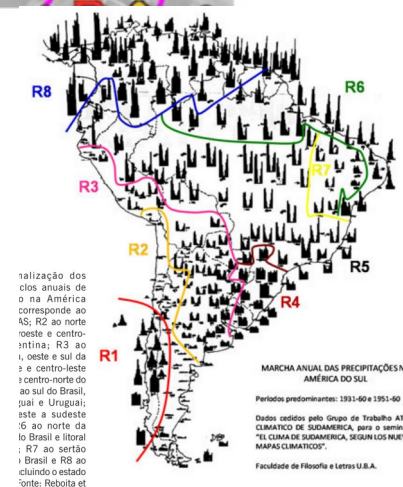 R8
R6
R3
R7
R2
R5
R4
R1
nalização dos
clos anuais de
o na América
corresponde ao
AS; R2 ao norte
roeste e centro-
entina; R3 ao
, oeste e sul da
e e centro-leste
e centro-norte do
ao sul do Brasil,
guai e Uruguai;
este a sudeste
6 ao norte da
do Brasil e litoral
; R7 ao sertão
o Brasil e R8 ao
cluindo o estado
Fonte: Reboita et
MARCHA ANUAL DAS PRECIPITAÇÕES N
AMÉRICA DO SUL
Períodos predominantes: 1931-60 e 1951-60
Dados cedidos pelo Grupo de Trabalho AT
CLIMATICO DE SUDAMERICA, para o semin
"EL CLIMA DE SUDAMERICA, SEGUN LOS NUE
MAPAS CLIMATICOS".
Faculdade de Filosofia e Letras U.B.A.